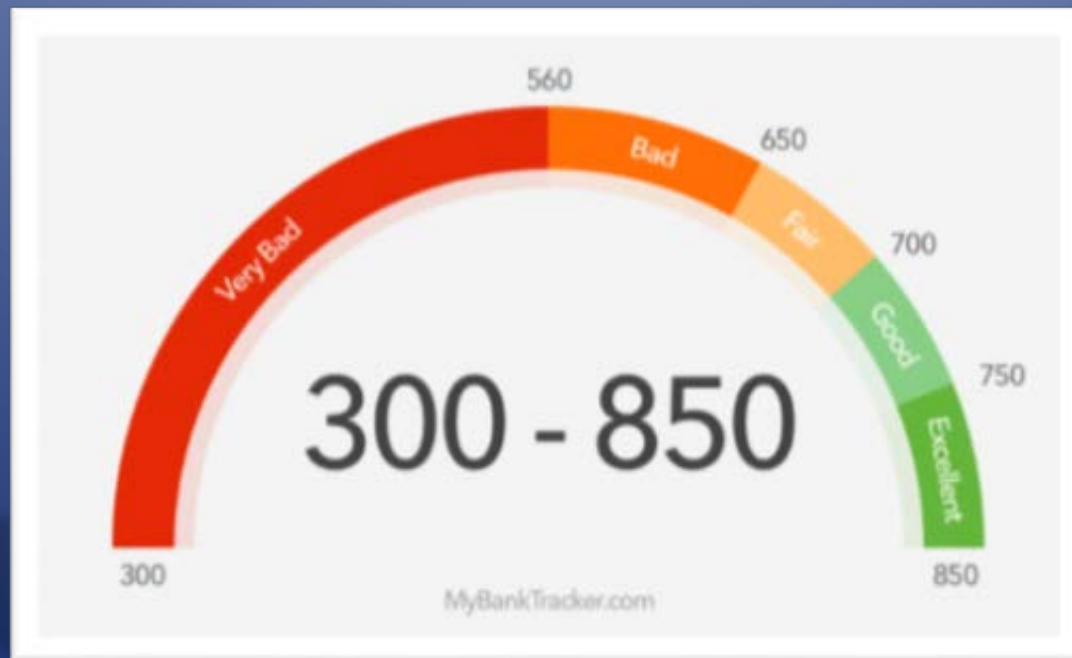 560
Bad
650
Fair
700
Very Bad
Good
750
300 - 850
Excellent
300
850
MyBankTracker.com